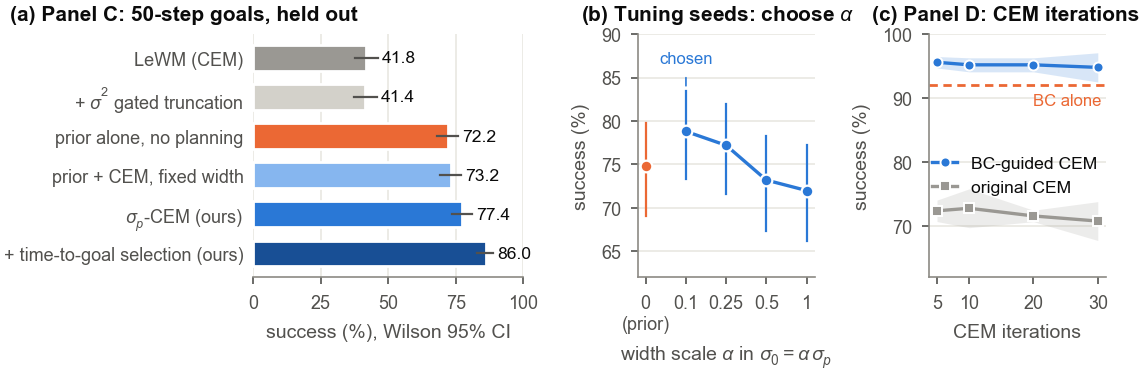 (a) Panel C: 50-step goals, held out
LeWM (CEM)
41.8
+ σ² gated truncation
41.4
prior alone, no planning
72.2
prior + CEM, fixed width
73.2
σp-CEM (ours)
77.4
+ time-to-goal selection (ours)
86.0
0 25 50 75 100
success (%), Wilson 95% CI
(b) Tuning seeds: choose α
90
85
80
75
70
65
success (%)
chosen
0 0.1 0.25 0.5 1
(prior)
width scale α in σ₀ = α σp
(c) Panel D: CEM iterations
100
90
80
70
success (%)
BC alone
BC-guided CEM
original CEM
5 10 20 30
CEM iterations